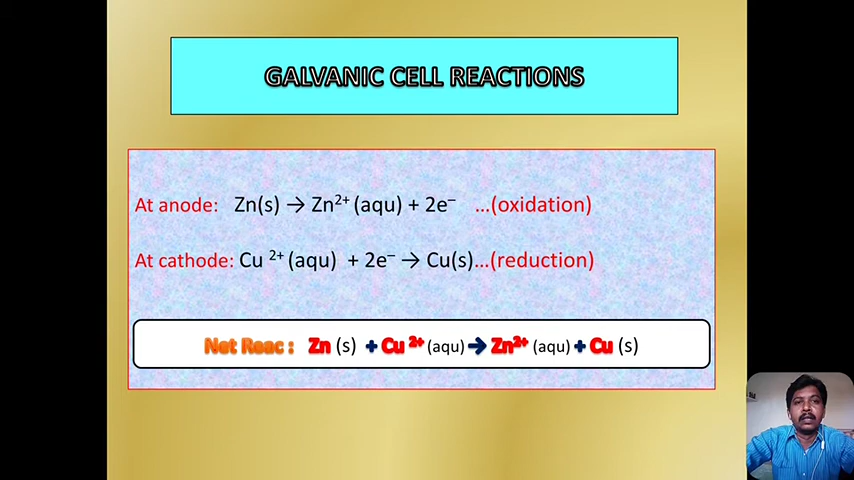 GALVANIC CELL REACTIONS
At anode: Zn(s) → Zn²⁺ (aqu) + 2e⁻ ...(oxidation)
At cathode: Cu ²⁺ (aqu) + 2e⁻ → Cu(s)...(reduction)
Net Reac : Zn (s) + Cu ²⁺ (aqu) → Zn²⁺ (aqu) + Cu (s)